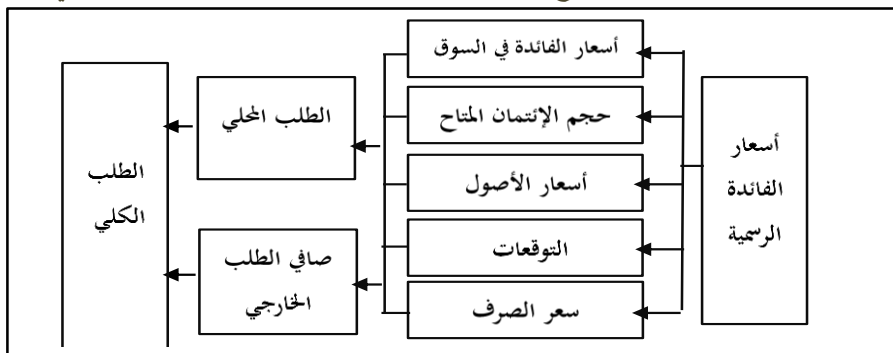 أسعار
الفائدة
الرسمية
أسعار الفائدة في السوق
حجم الإئتمان المتاح
أسعار الأصول
التوقعات
سعر الصرف
الطلب المحلي
صافي الطلب
الخارجي
الطلب
الكلي